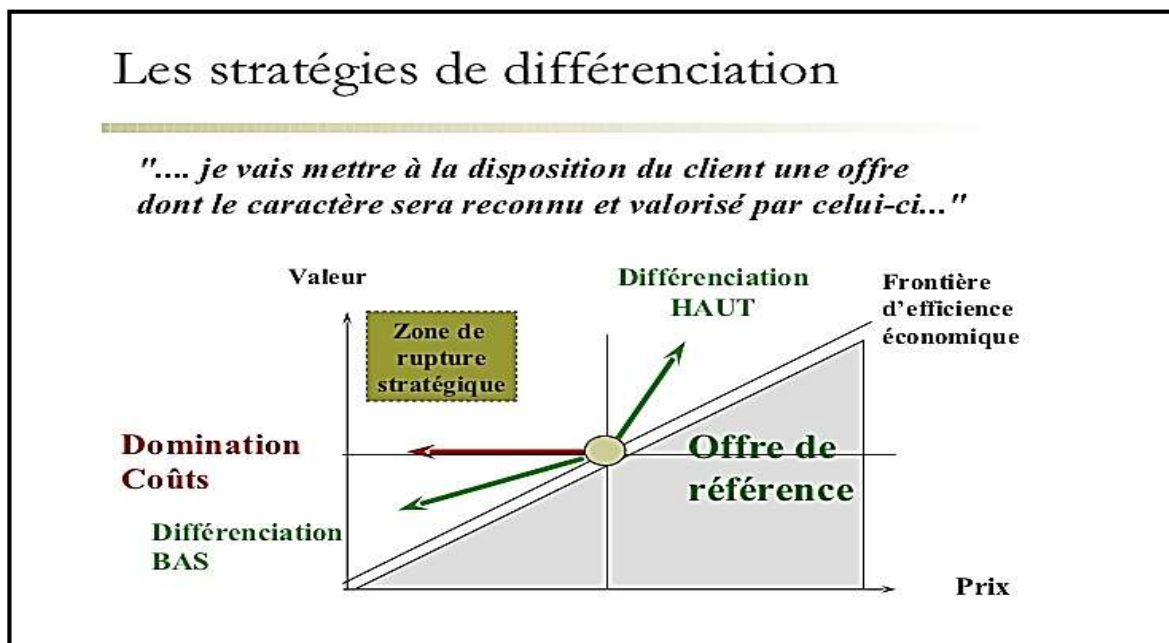 Les stratégies de différenciation
".... je vais mettre à la disposition du client une offre
dont le caractère sera reconnu et valorisé par celui-ci..."
Valeur
Différenciation
HAUT
Frontière
d'efficience
économique
Zone de
rupture
stratégique
Domination
Coûts
Offre de
référence
Différenciation
BAS
Prix